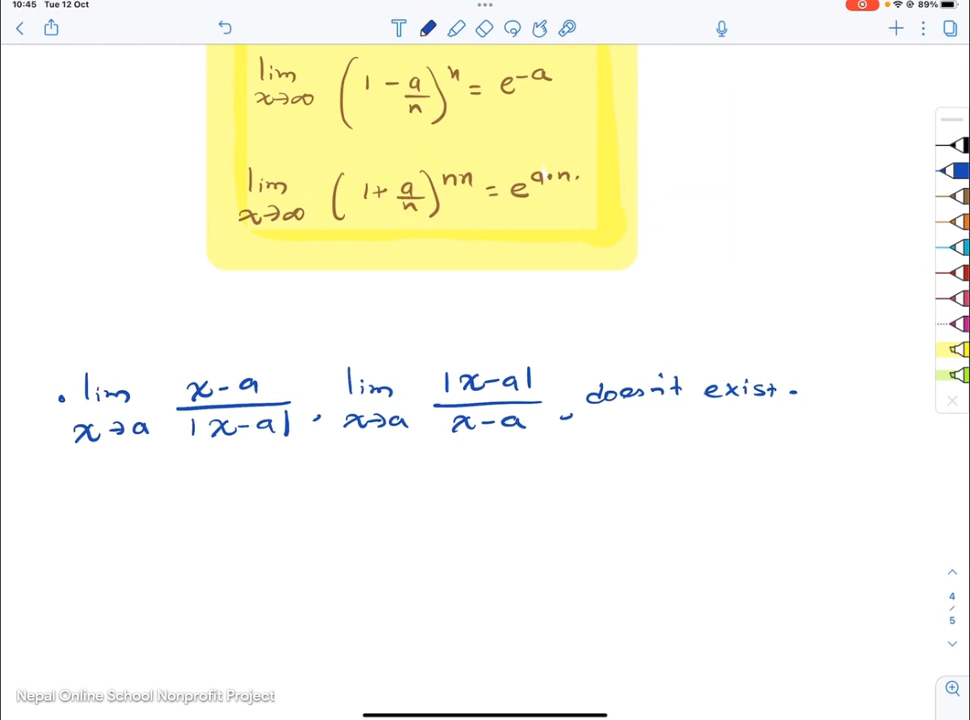 10:45 Tue 12 Oct 89%
lim x→∞ (1 - a/n)^n = e^-a
lim x→∞ (1 + a/n)^nn = e^a.n.
. lim x→a x-a/|x-a| , lim x→a |x-a|/x-a , doesn't exist.
4
/
5
Nepal Online School Nonprofit Project